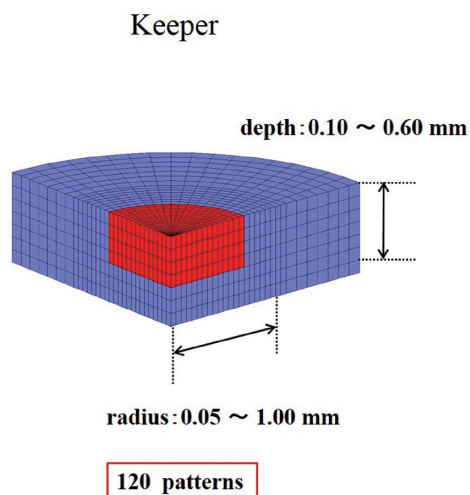 Keeper
depth:0.10 ～ 0.60 mm
radius:0.05 ～ 1.00 mm
120 patterns